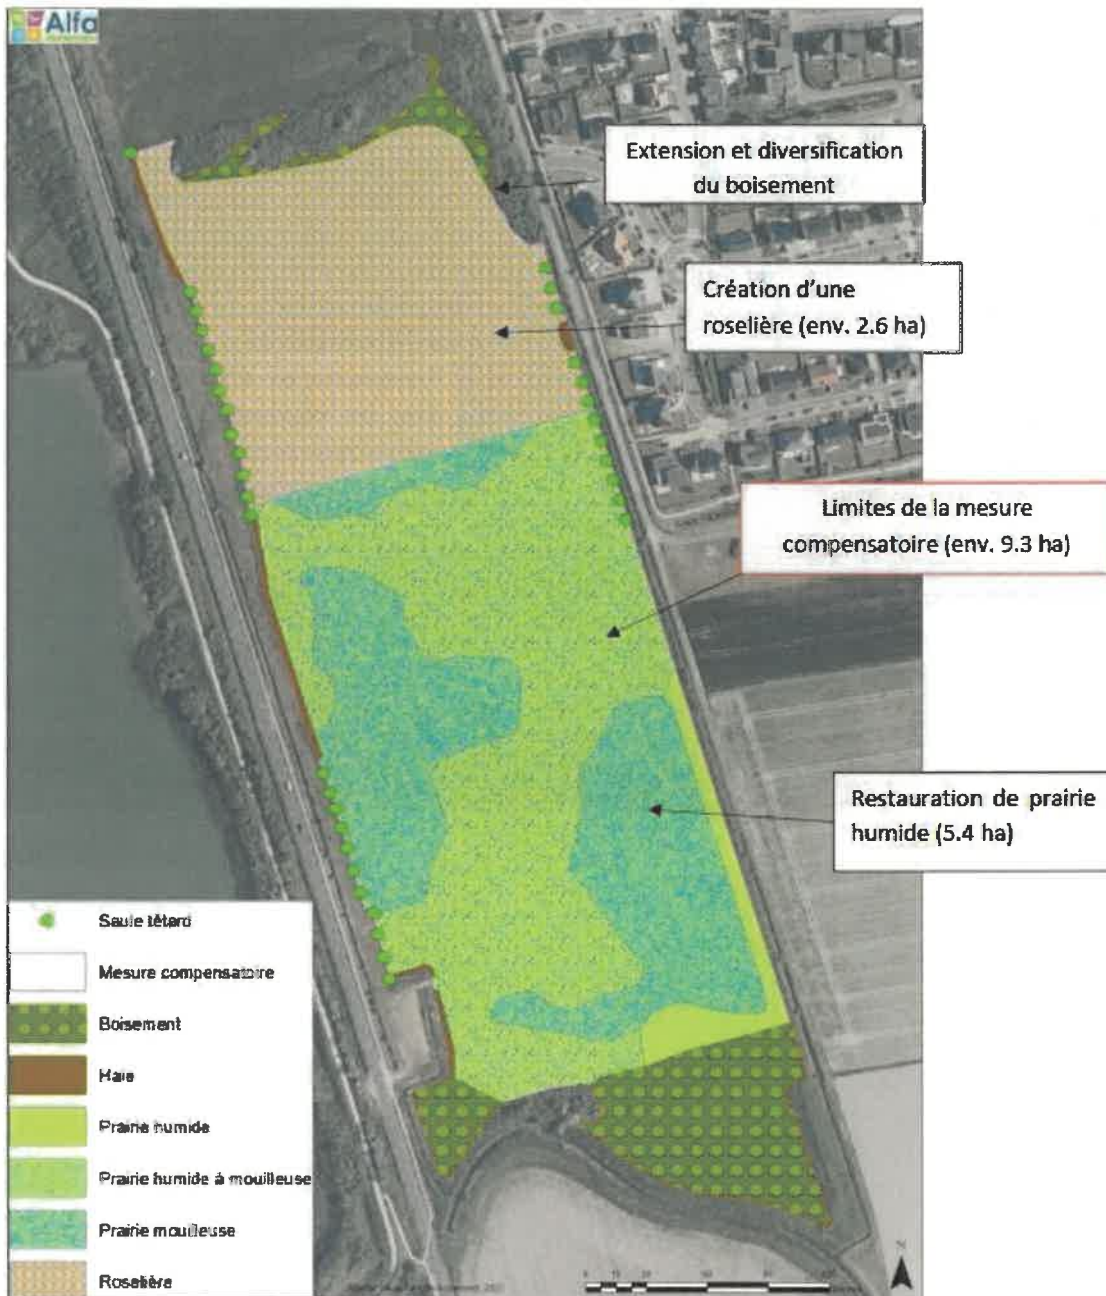 Alfa
Extension et diversification
du boisement
Création d'une
roselière (env. 2.6 ha)
Limites de la mesure
compensatoire (env. 9.3 ha)
Restauration de prairie
humide (5.4 ha)
Saule têtard
Mesure compensatoire
Boisement
Haie
Prairie humide
Prairie humide à mouilleuse
Prairie mouilleuse
Roselière
N